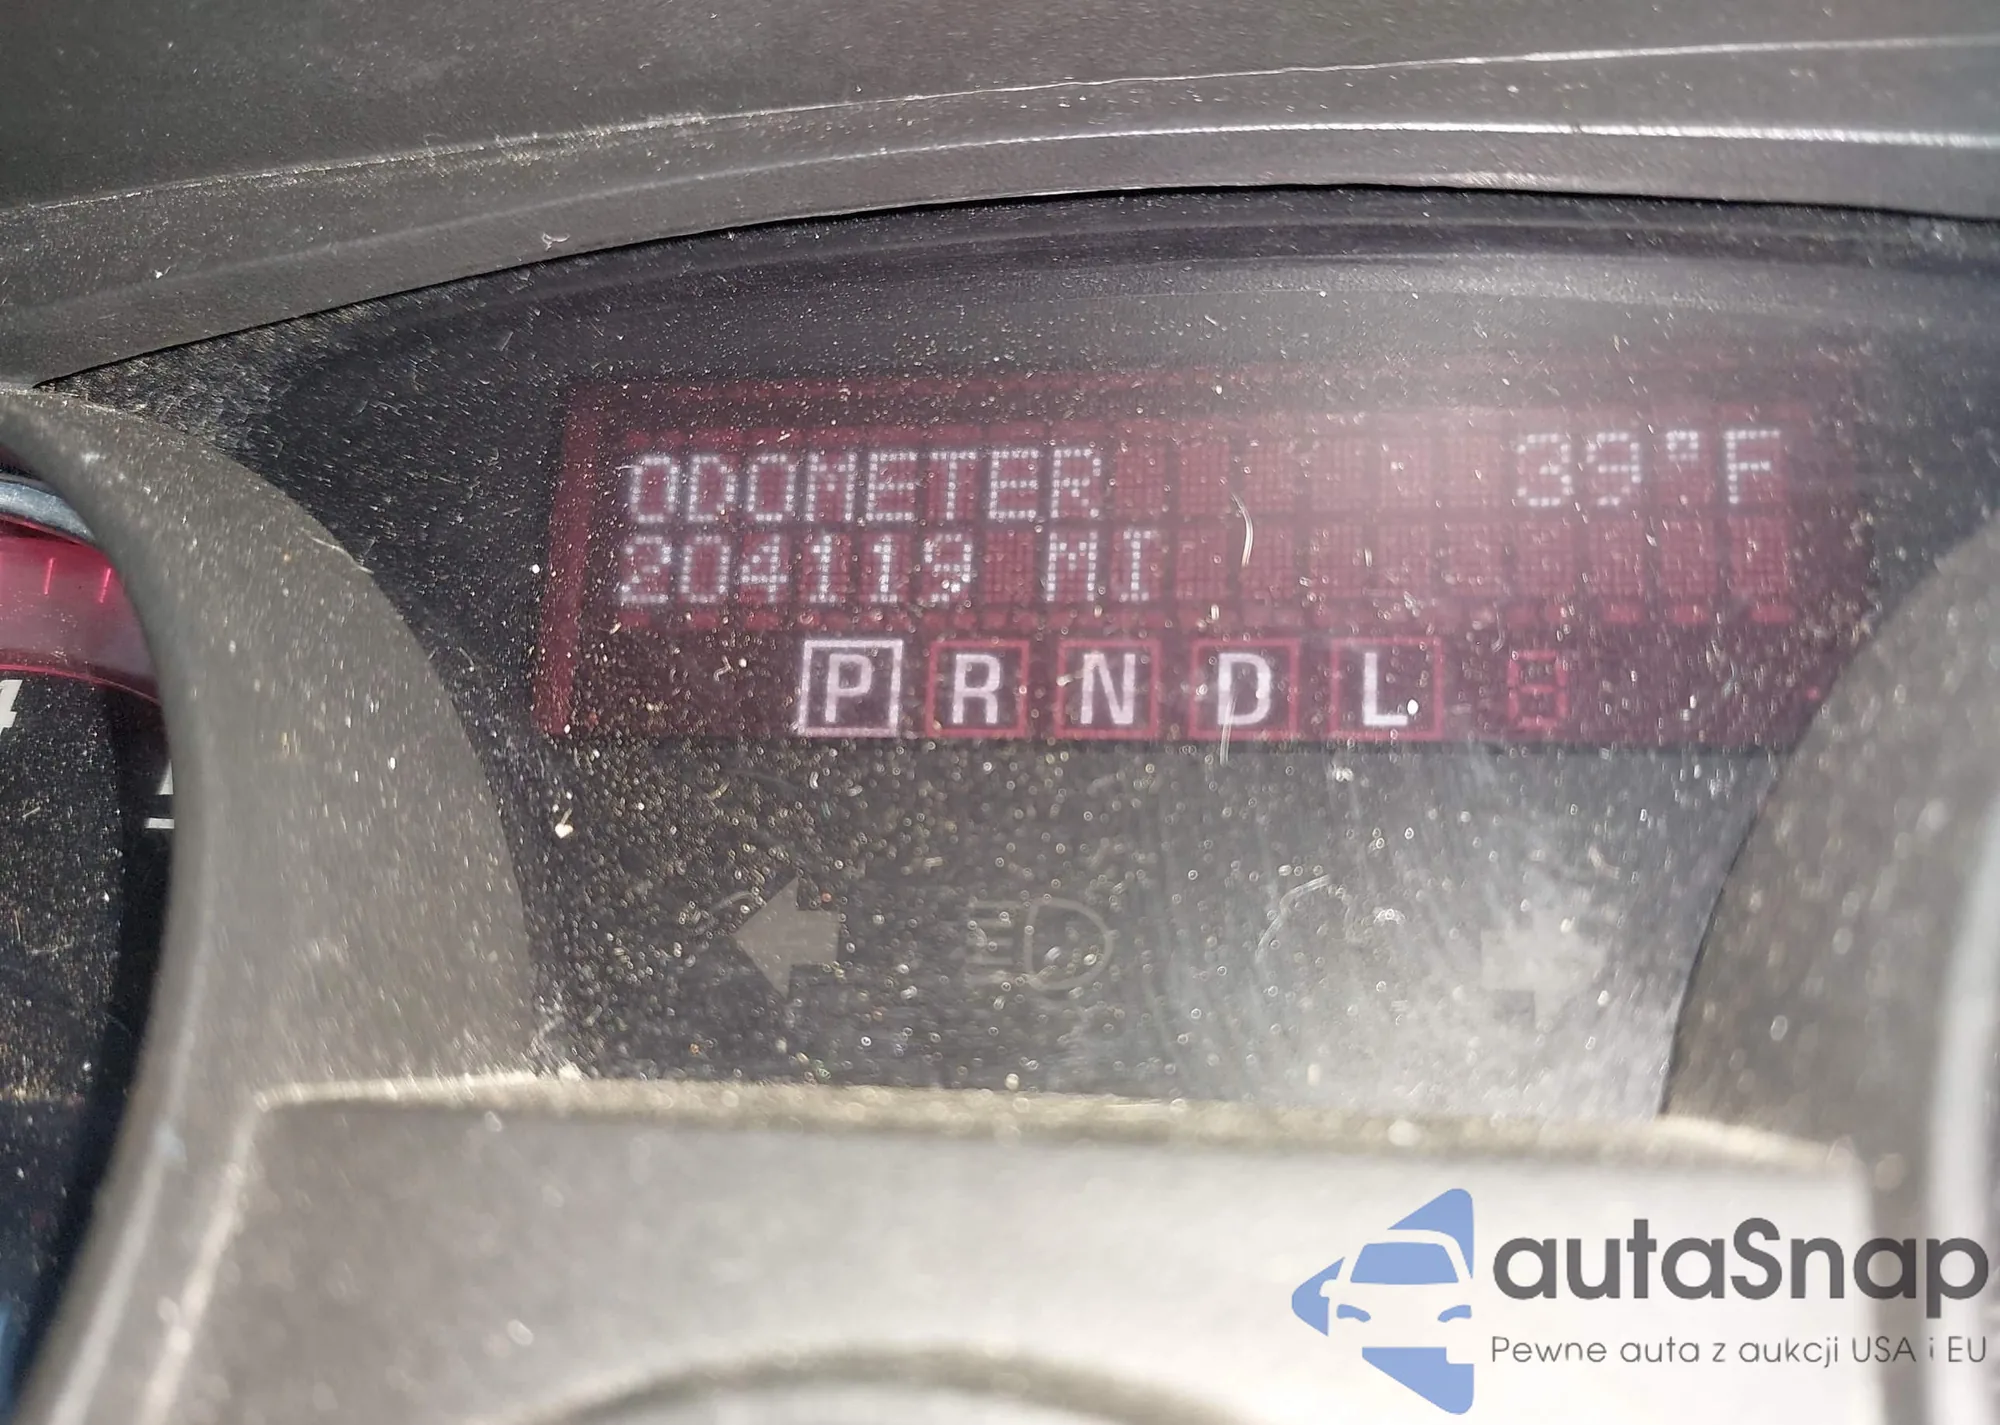 ODOMETER 39°F
204119 MI
P R N D L
autaSnap
Pewne auta z aukcji USA i EU